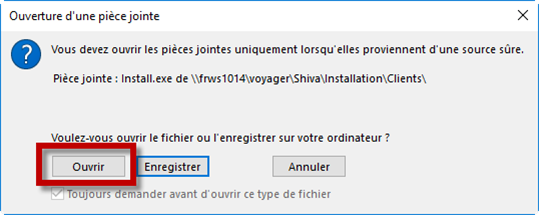 Ouverture d'une pièce jointe
Vous devez ouvrir les pièces jointes uniquement lorsqu'elles proviennent d'une source sûre.
Pièce jointe : Install.exe de \\frws1014\voyager\Shiva\Installation\Clients\
Voulez-vous ouvrir le fichier ou l'enregistrer sur votre ordinateur ?
Ouvrir Enregistrer Annuler
Toujours demander avant d'ouvrir ce type de fichier